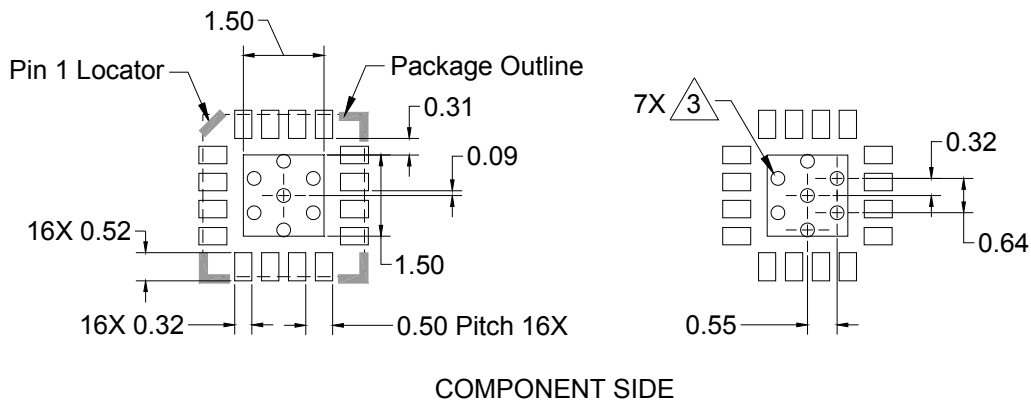 1.50
Pin 1 Locator
Package Outline
0.31
0.09
16X 0.52
1.50
16X 0.32
0.50 Pitch 16X
7X 3
0.32
0.64
0.55
COMPONENT SIDE